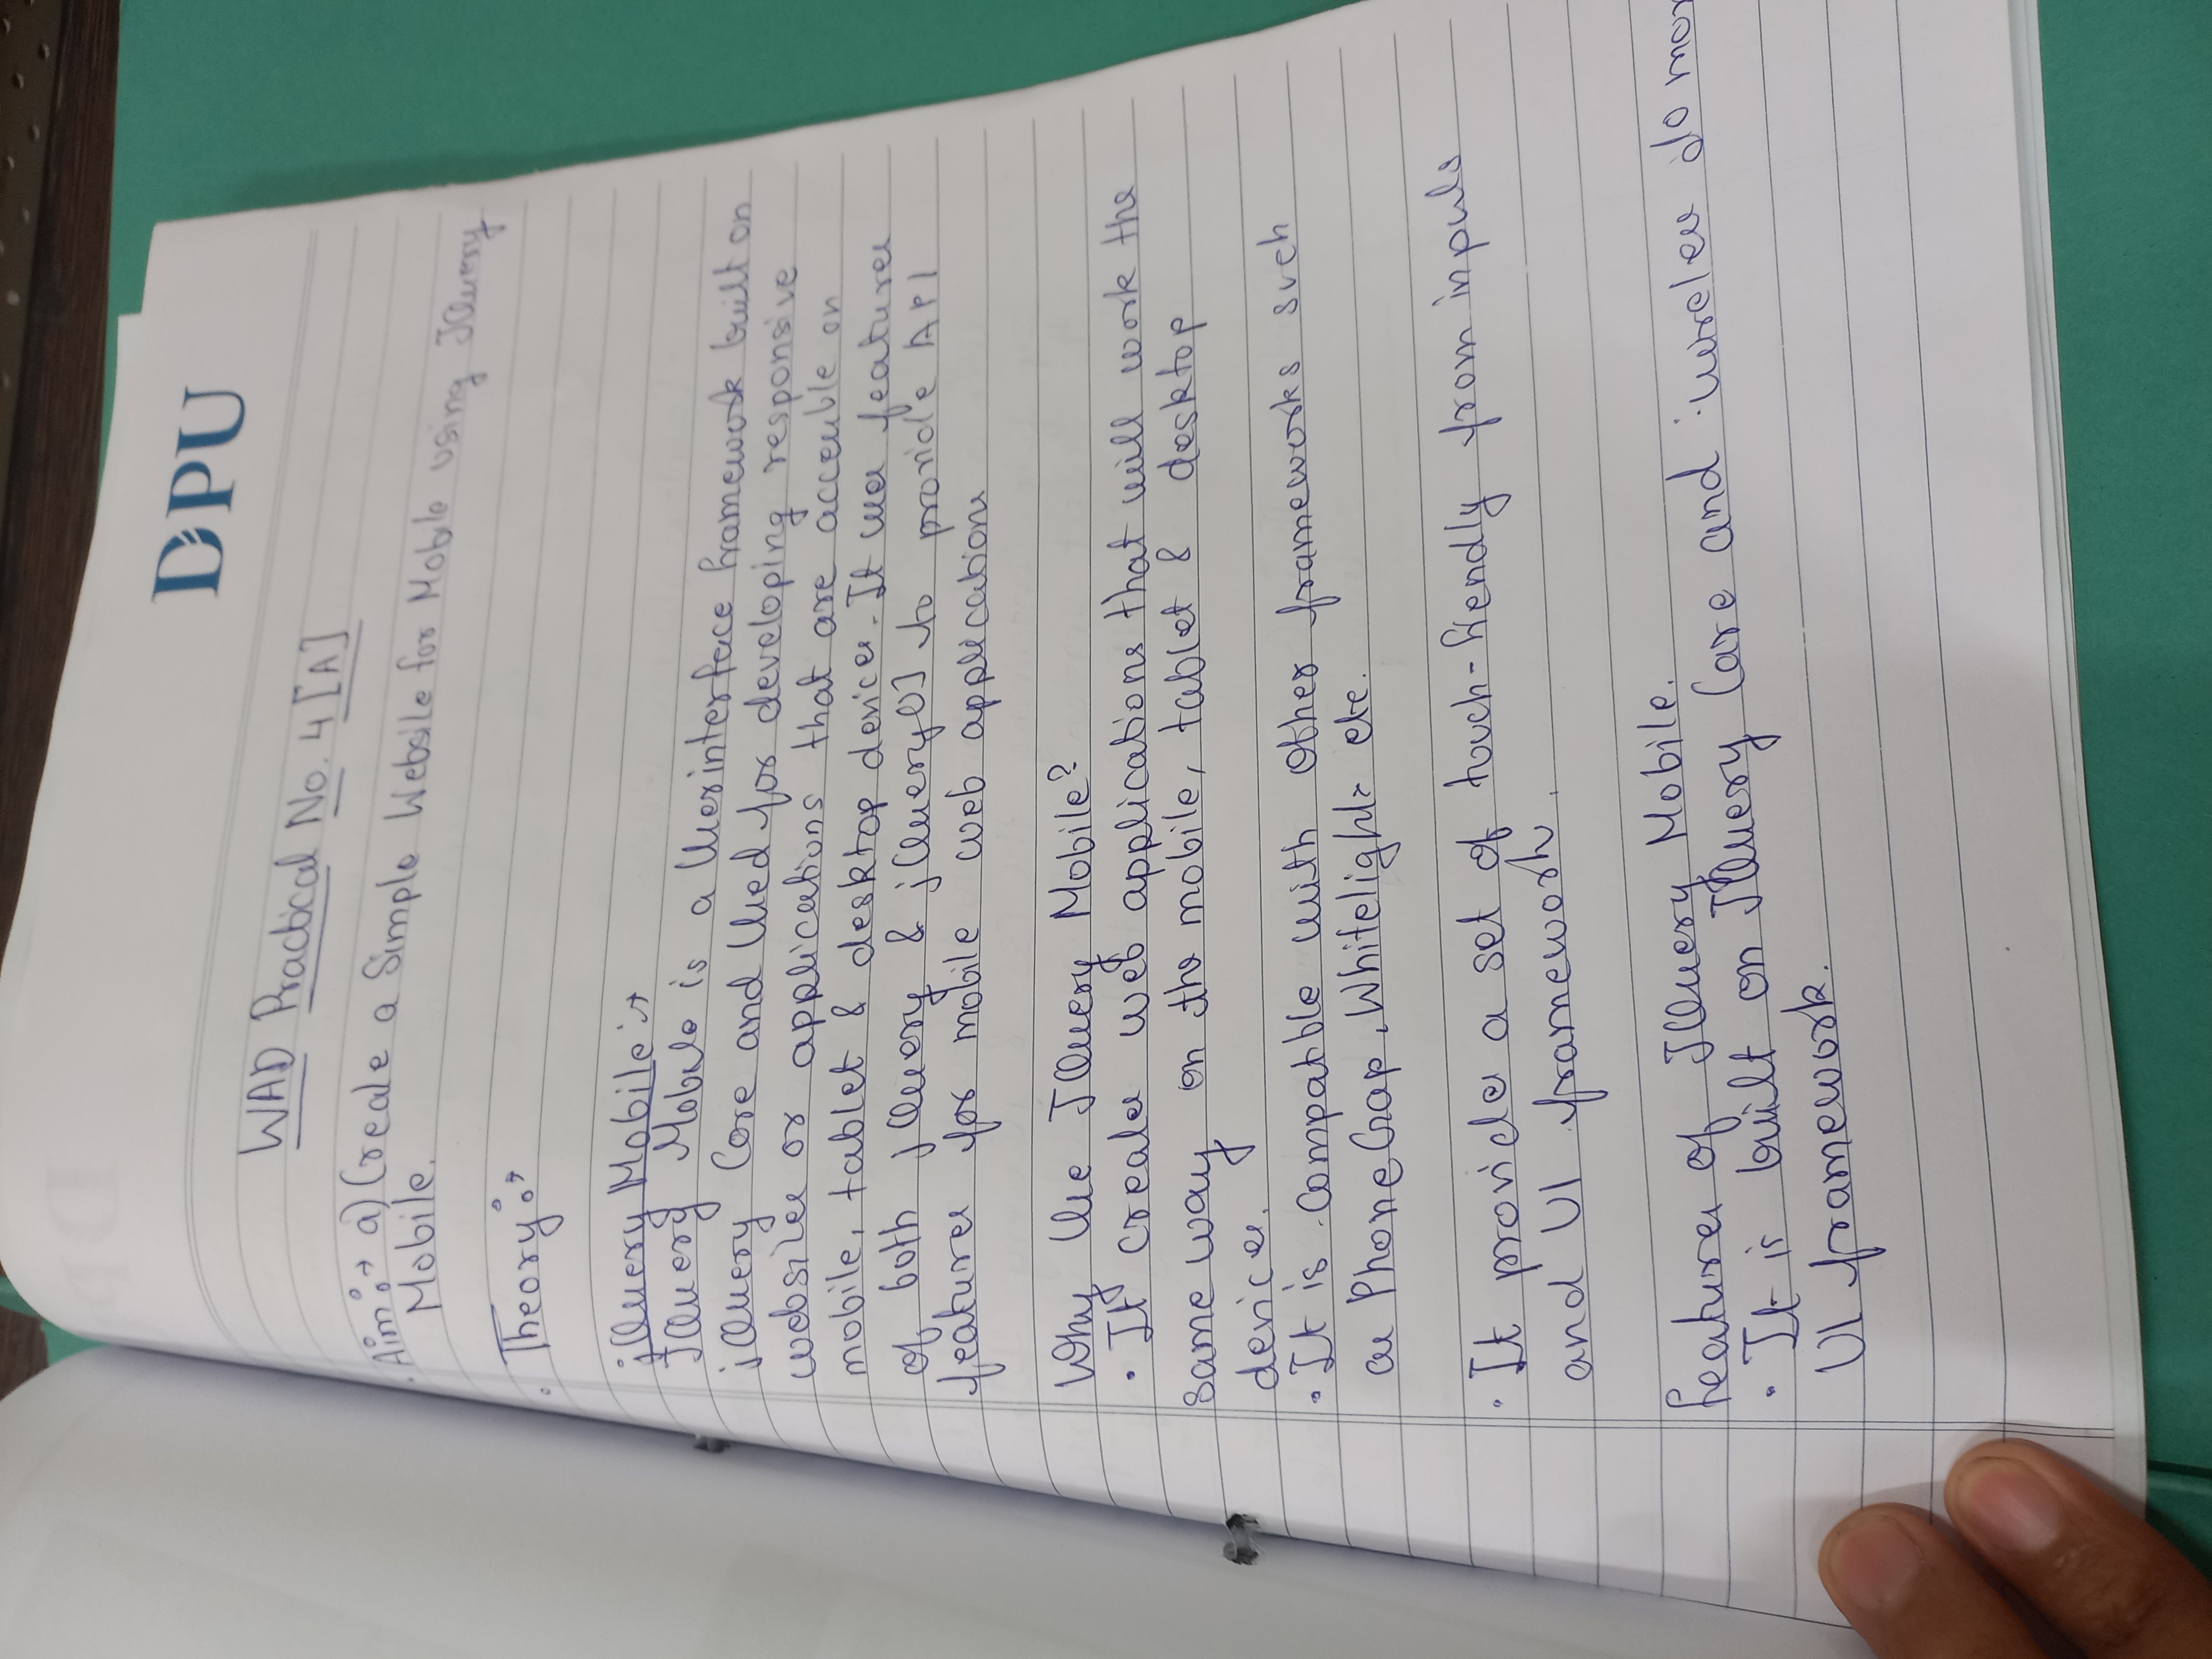 DPU
WAD Practical No. 4 [A]
Aim :→ a) Create a Simple Website for Mobile using JQuery
Mobile.
Theory :→
jQuery Mobile :→
JQuery Mobile is a Userinterface framework built on
jQuery Core and Used for developing responsive
websites or applications that are accessible on
mobile, tablet & desktop devices. It uses features
of both jQuery & jQuery to provide API
features for mobile web applications
Why Use JQuery Mobile?
• It creates web applications that will work the
same way on the mobile, tablet & desktop
devices.
• It is compatible with other frameworks such
as PhoneGap, Whitelight etc.
• It provides a set of touch-friendly from inputs
and UI framework.
features of JQuery Mobile.
• It is built on JQuery Core and do mor
UI framework.